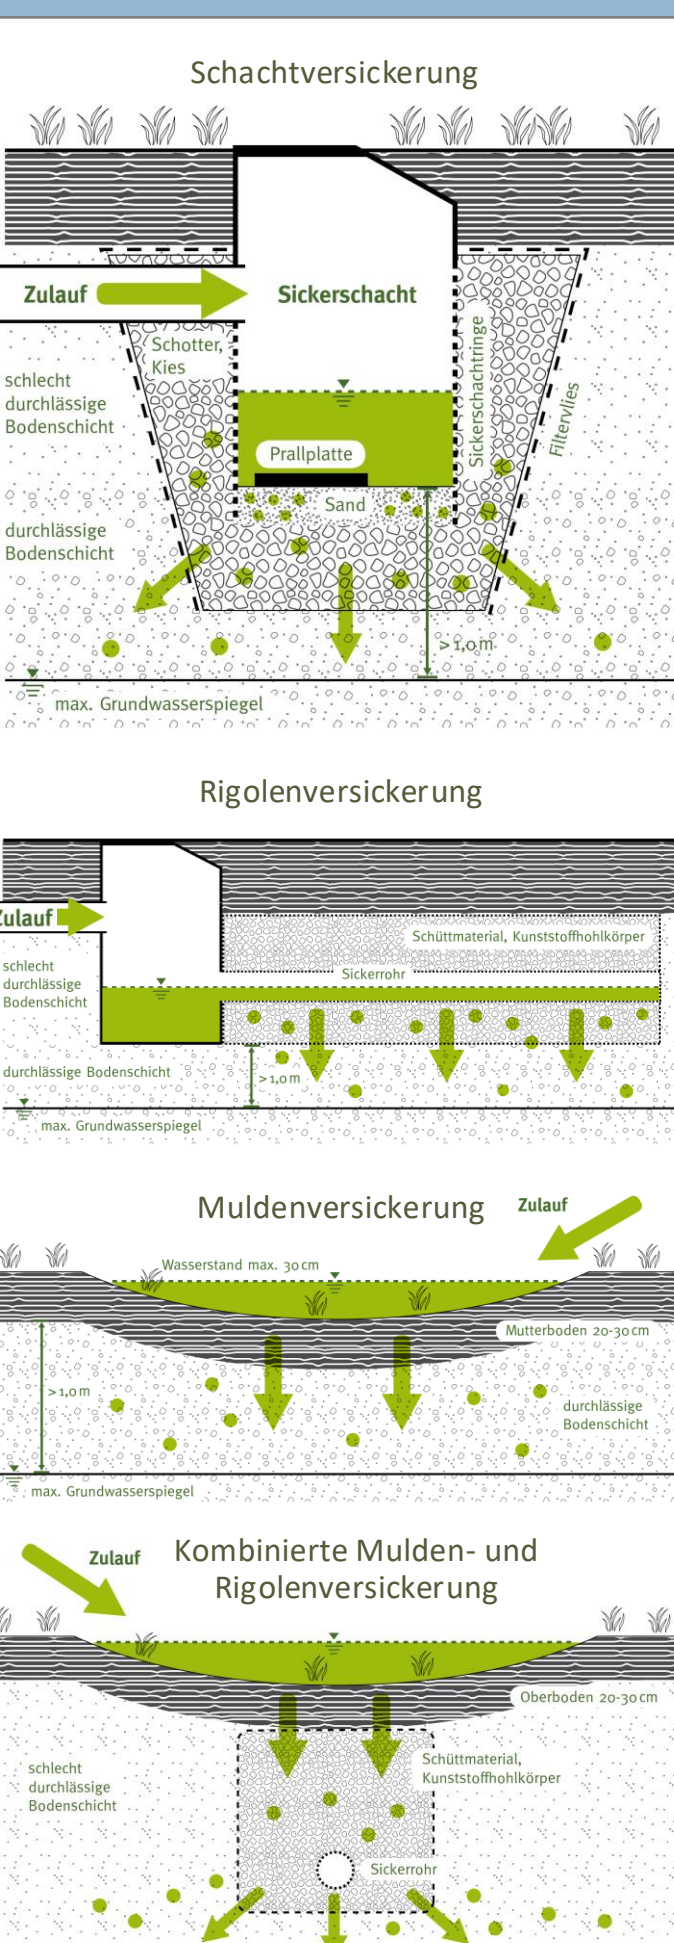 Schachtversickerung
Zulauf
Sickerschacht
Schotter,
Kies
Sickerschachtringe
Filtervlies
schlecht
durchlässige
Bodenschicht
Prallplatte
Sand
durchlässige
Bodenschicht
> 1,0 m
max. Grundwasserspiegel
Rigolenversickerung
Zulauf
Schüttmaterial, Kunststoffhohlkörper
schlecht
durchlässige
Bodenschicht
Sickerrohr
durchlässige Bodenschicht
> 1,0 m
max. Grundwasserspiegel
Muldenversickerung
Zulauf
Wasserstand max. 30 cm
Mutterboden 20-30 cm
> 1,0 m
durchlässige
Bodenschicht
max. Grundwasserspiegel
Zulauf
Kombinierte Mulden- und
Rigolenversickerung
Oberboden 20-30 cm
schlecht
durchlässige
Bodenschicht
Schüttmaterial,
Kunststoffhohlkörper
Sickerrohr